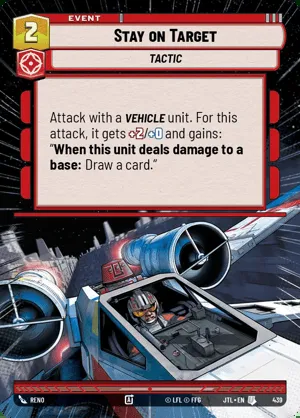 EVENT
2
STAY ON TARGET
TACTIC
Attack with a VEHICLE unit. For this
attack, it gets +2/+0 and gains:
"When this unit deals damage to a
base: Draw a card."
RENO
© LFL © FFG
JTL • EN
439